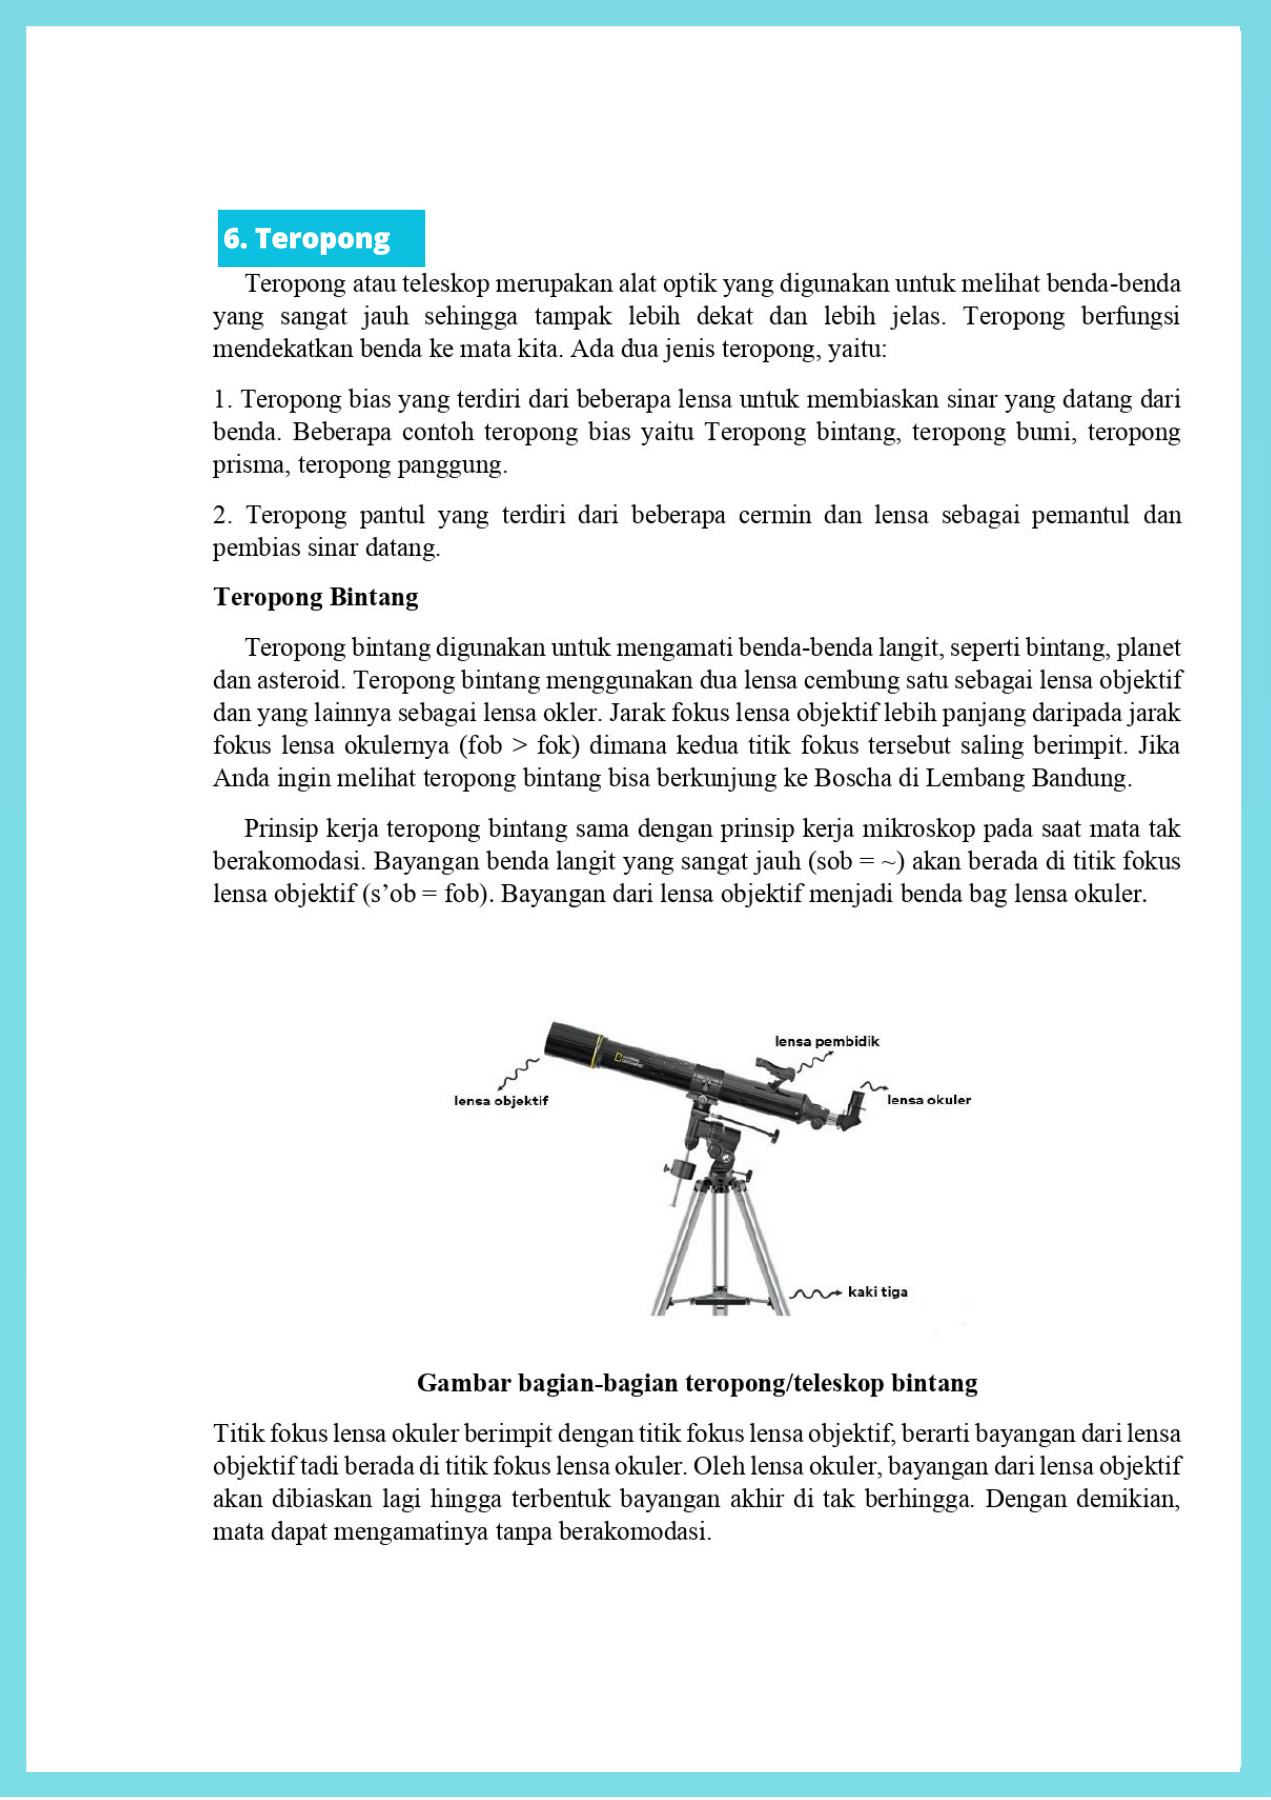 6. Teropong
Teropong atau teleskop merupakan alat optik yang digunakan untuk melihat benda-benda
yang sangat jauh sehingga tampak lebih dekat dan lebih jelas. Teropong berfungsi
mendekatkan benda ke mata kita. Ada dua jenis teropong, yaitu:
1. Teropong bias yang terdiri dari beberapa lensa untuk membiaskan sinar yang datang dari
benda. Beberapa contoh teropong bias yaitu Teropong bintang, teropong bumi, teropong
prisma, teropong panggung.
2. Teropong pantul yang terdiri dari beberapa cermin dan lensa sebagai pemantul dan
pembias sinar datang.
Teropong Bintang
Teropong bintang digunakan untuk mengamati benda-benda langit, seperti bintang, planet
dan asteroid. Teropong bintang menggunakan dua lensa cembung satu sebagai lensa objektif
dan yang lainnya sebagai lensa okler. Jarak fokus lensa objektif lebih panjang daripada jarak
fokus lensa okulernya (fob > fok) dimana kedua titik fokus tersebut saling berimpit. Jika
Anda ingin melihat teropong bintang bisa berkunjung ke Boscha di Lembang Bandung.
Prinsip kerja teropong bintang sama dengan prinsip kerja mikroskop pada saat mata tak
berakomodasi. Bayangan benda langit yang sangat jauh (sob = ~) akan berada di titik fokus
lensa objektif (s’ob = fob). Bayangan dari lensa objektif menjadi benda bag lensa okuler.
lensa pembidik
lensa objektif
lensa okuler
kaki tiga
Gambar bagian-bagian teropong/teleskop bintang
Titik fokus lensa okuler berimpit dengan titik fokus lensa objektif, berarti bayangan dari lensa
objektif tadi berada di titik fokus lensa okuler. Oleh lensa okuler, bayangan dari lensa objektif
akan dibiaskan lagi hingga terbentuk bayangan akhir di tak berhingga. Dengan demikian,
mata dapat mengamatinya tanpa berakomodasi.